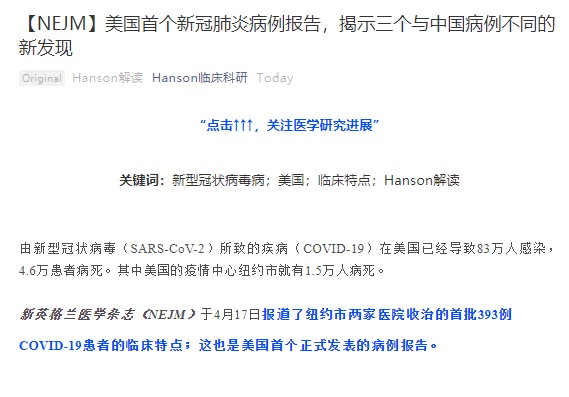 【NEJM】美国首个新冠肺炎病例报告，揭示三个与中国病例不同的
新发现
Original Hanson解读 Hanson临床科研 Today
“点击↑↑↑，关注医学研究进展”
关键词：新型冠状病毒病；美国；临床特点；Hanson解读
由新型冠状病毒（SARS-CoV-2）所致的疾病（COVID-19）在美国已经导致83万人感染，
4.6万患者病死。其中美国的疫情中心纽约市就有1.5万人病死。
新英格兰医学杂志《NEJM》于4月17日报道了纽约市两家医院收治的首批393例
COVID-19患者的临床特点；这也是美国首个正式发表的病例报告。